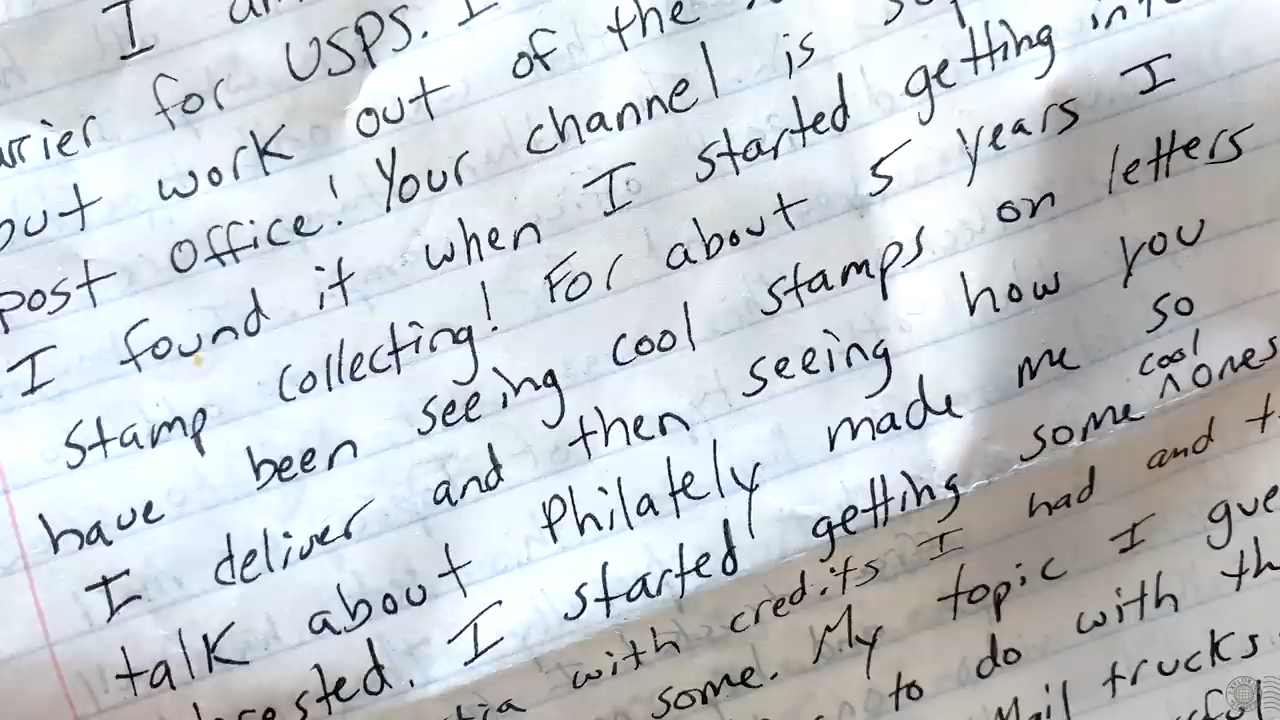 I
for USPS. I
work out of the
post office! Your channel is
I found it when I started getting
Stamp collecting! For about 5 years I
have been seeing cool stamps on letters
I deliver and then seeing how you
talk about Philately made me so
I started getting some cool ones
with credits I had and
some. My topic I
to do with
Mail trucks